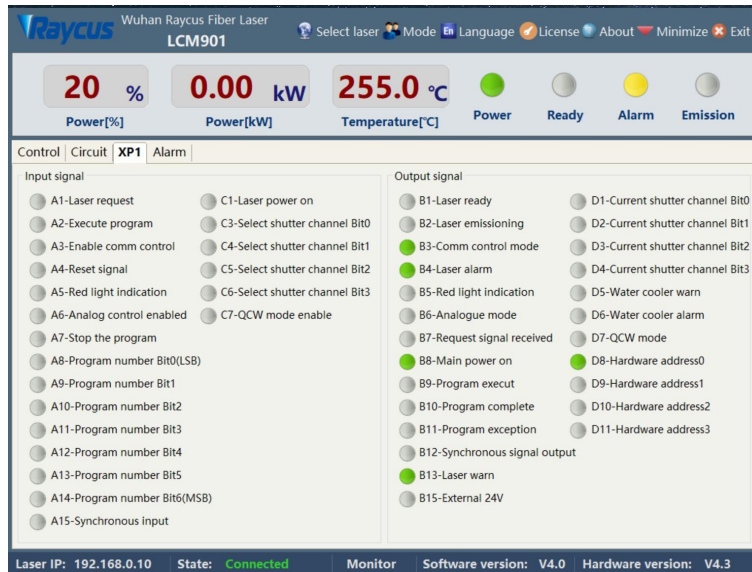 Raycus
Wuhan Raycus Fiber Laser
LCM901
Select laser Mode En Language License About Minimize Exit
20 % 0.00 kW 255.0 ℃
Power[%] Power[kW] Temperature[℃] Power Ready Alarm Emission
Control Circuit XP1 Alarm
Input signal
A1-Laser request C1-Laser power on
A2-Execute program C3-Select shutter channel Bit0
A3-Enable comm control C4-Select shutter channel Bit1
A4-Reset signal C5-Select shutter channel Bit2
A5-Red light indication C6-Select shutter channel Bit3
A6-Analog control enabled C7-QCW mode enable
A7-Stop the program
A8-Program number Bit0(LSB)
A9-Program number Bit1
A10-Program number Bit2
A11-Program number Bit3
A12-Program number Bit4
A13-Program number Bit5
A14-Program number Bit6(MSB)
A15-Synchronous input
Output signal
B1-Laser ready D1-Current shutter channel Bit0
B2-Laser emissioning D2-Current shutter channel Bit1
B3-Comm control mode D3-Current shutter channel Bit2
B4-Laser alarm D4-Current shutter channel Bit3
B5-Red light indication D5-Water cooler warn
B6-Analogue mode D6-Water cooler alarm
B7-Request signal received D7-QCW mode
B8-Main power on D8-Hardware address0
B9-Program execut D9-Hardware address1
B10-Program complete D10-Hardware address2
B11-Program exception D11-Hardware address3
B12-Synchronous signal output
B13-Laser warn
B15-External 24V
Laser IP: 192.168.0.10 State: Connected Monitor Software version: V4.0 Hardware version: V4.3